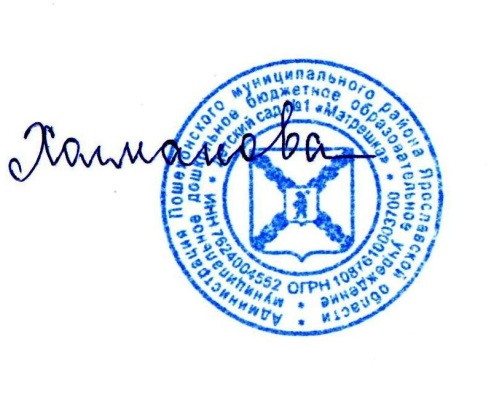 Холманова
Администрация Пошехонского муниципального района Ярославской области
муниципальное дошкольное бюджетное образовательное учреждение
детский сад №1 «Матрешка»
ИНН 7624004552 ОГРН 1087610003700